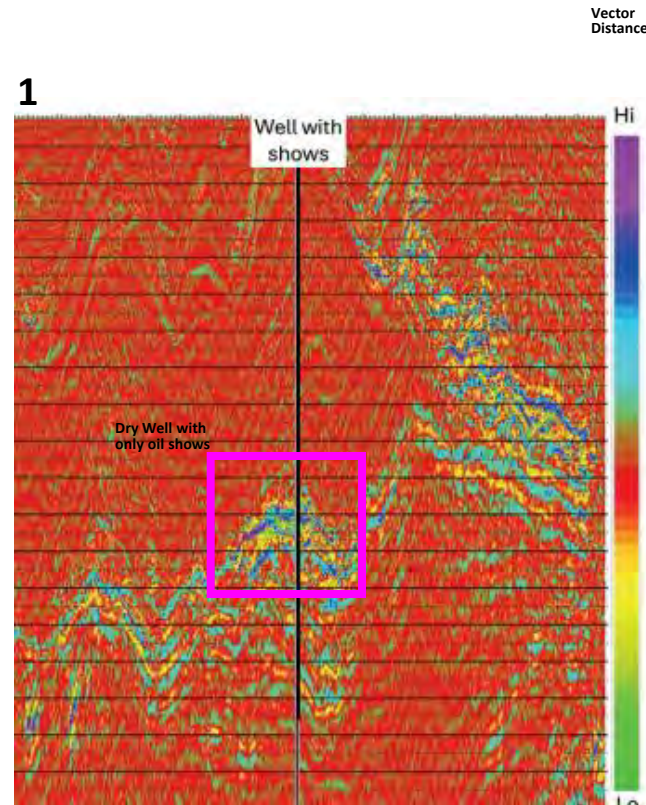 Vector
Distance
1
Hi
Well with
shows
Dry Well with
only oil shows
Lo